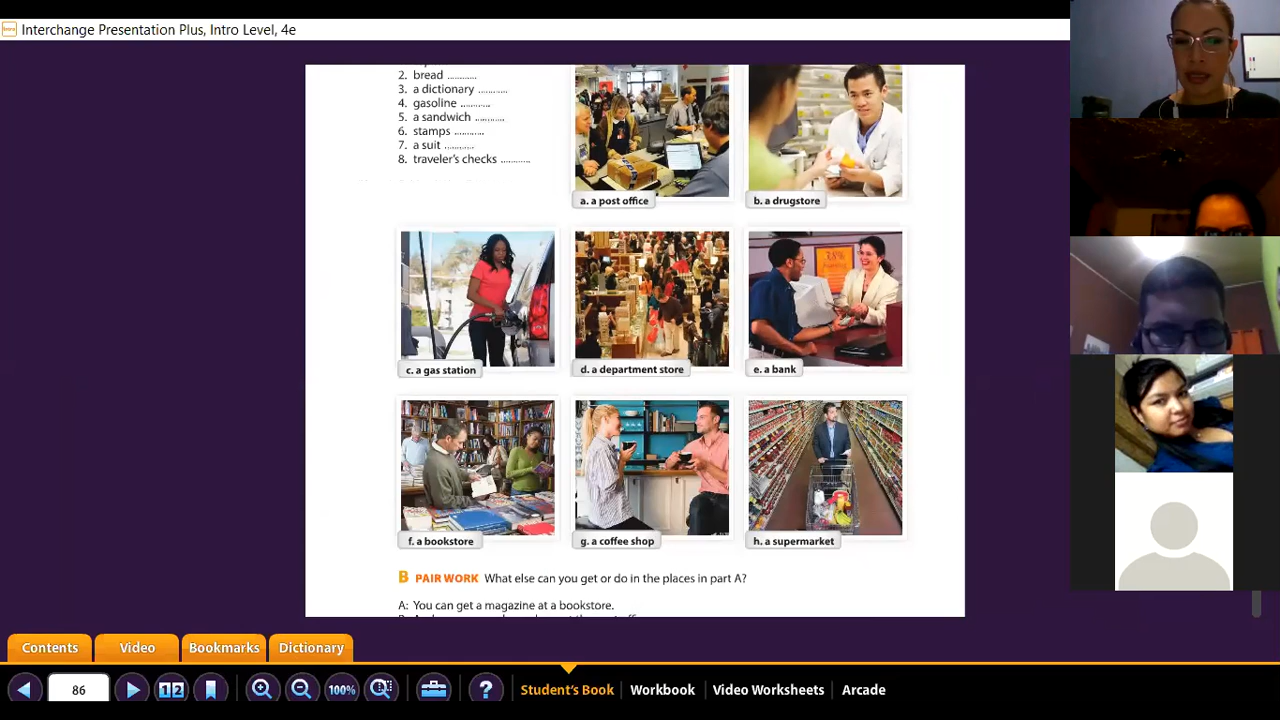 Interchange Presentation Plus, Intro Level, 4e
2. bread ............
3. a dictionary ............
4. gasoline ............
5. a sandwich ............
6. stamps ............
7. a suit ............
8. traveler's checks ............
a. a post office
b. a drugstore
c. a gas station
d. a department store
e. a bank
f. a bookstore
g. a coffee shop
h. a supermarket
B PAIR WORK What else can you get or do in the places in part A?
A: You can get a magazine at a bookstore.
Contents
Video
Bookmarks
Dictionary
86
12
100%
?
Student's Book
Workbook
Video Worksheets
Arcade